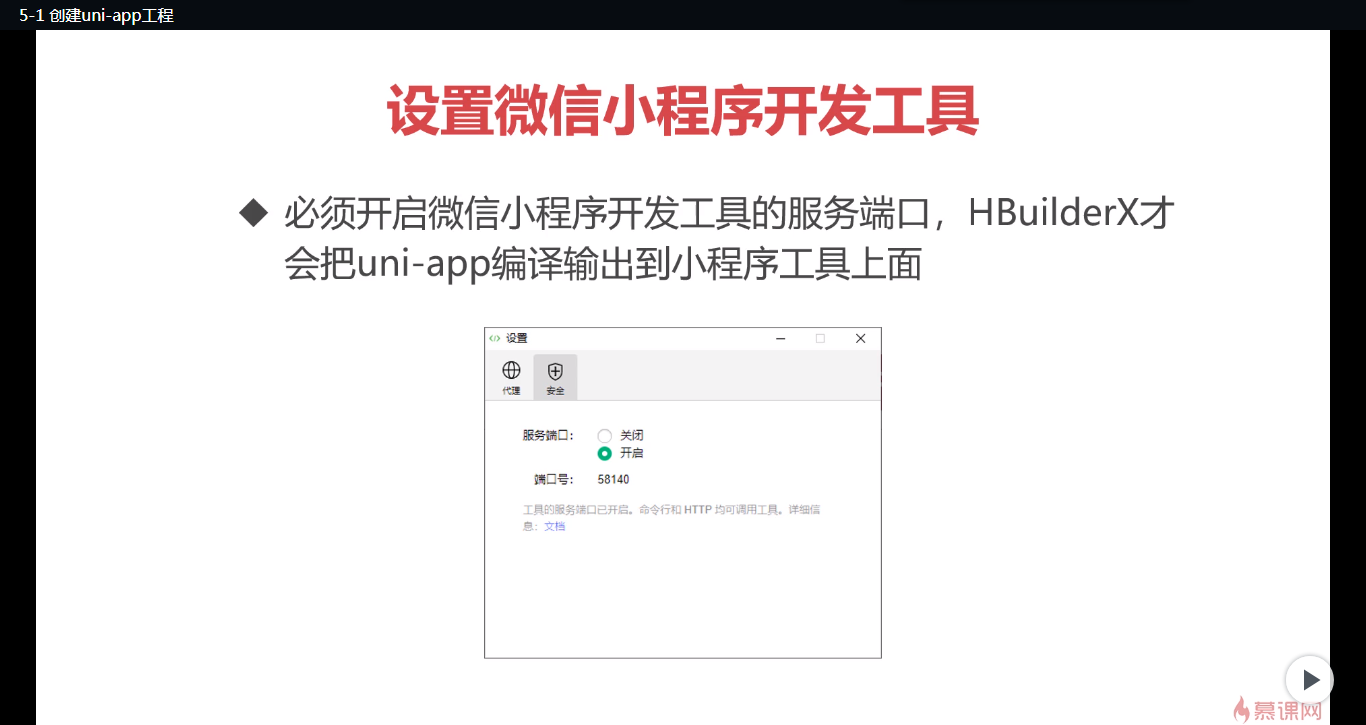 5-1 创建uni-app工程
设置微信小程序开发工具
必须开启微信小程序开发工具的服务端口，HBuilderX才
会把uni-app编译输出到小程序工具上面
设置
代理
安全
服务端口：
关闭
开启
端口号：
58140
工具的服务端口已开启。命令行和 HTTP 均可调用工具。详细信
息：文档
慕课网